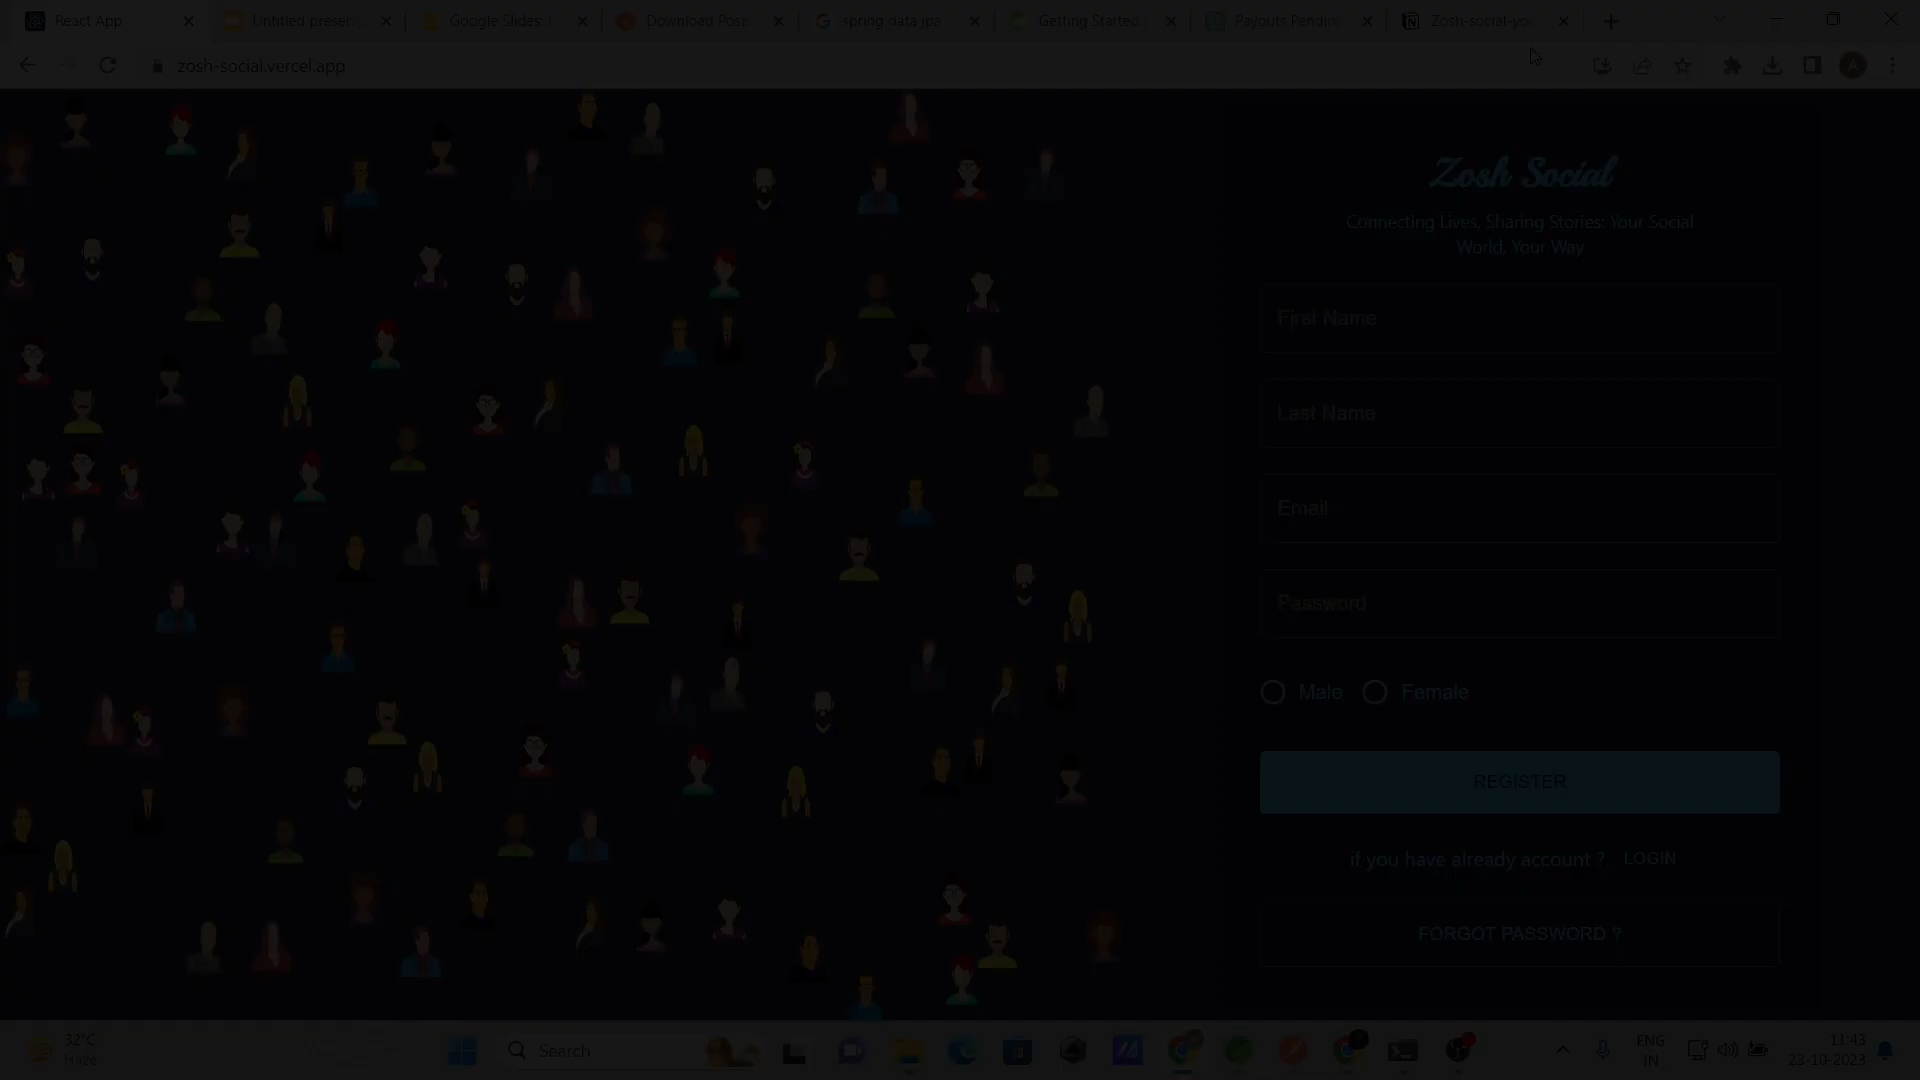 React App
Untitled prese
Google Slides:
Download Post
spring data jpa
Getting Started
Payouts Pendin
Zosh-social-yo
zosh-social.vercel.app
A
Zosh Social
Connecting Lives, Sharing Stories: Your Social
World, Your Way
First Name
Last Name
Email
Password
Male
Female
REGISTER
if you have already account ?
LOGIN
FORGOT PASSWORD ?
32°C
Haze
Search
ENG
IN
11:43
23-10-2023